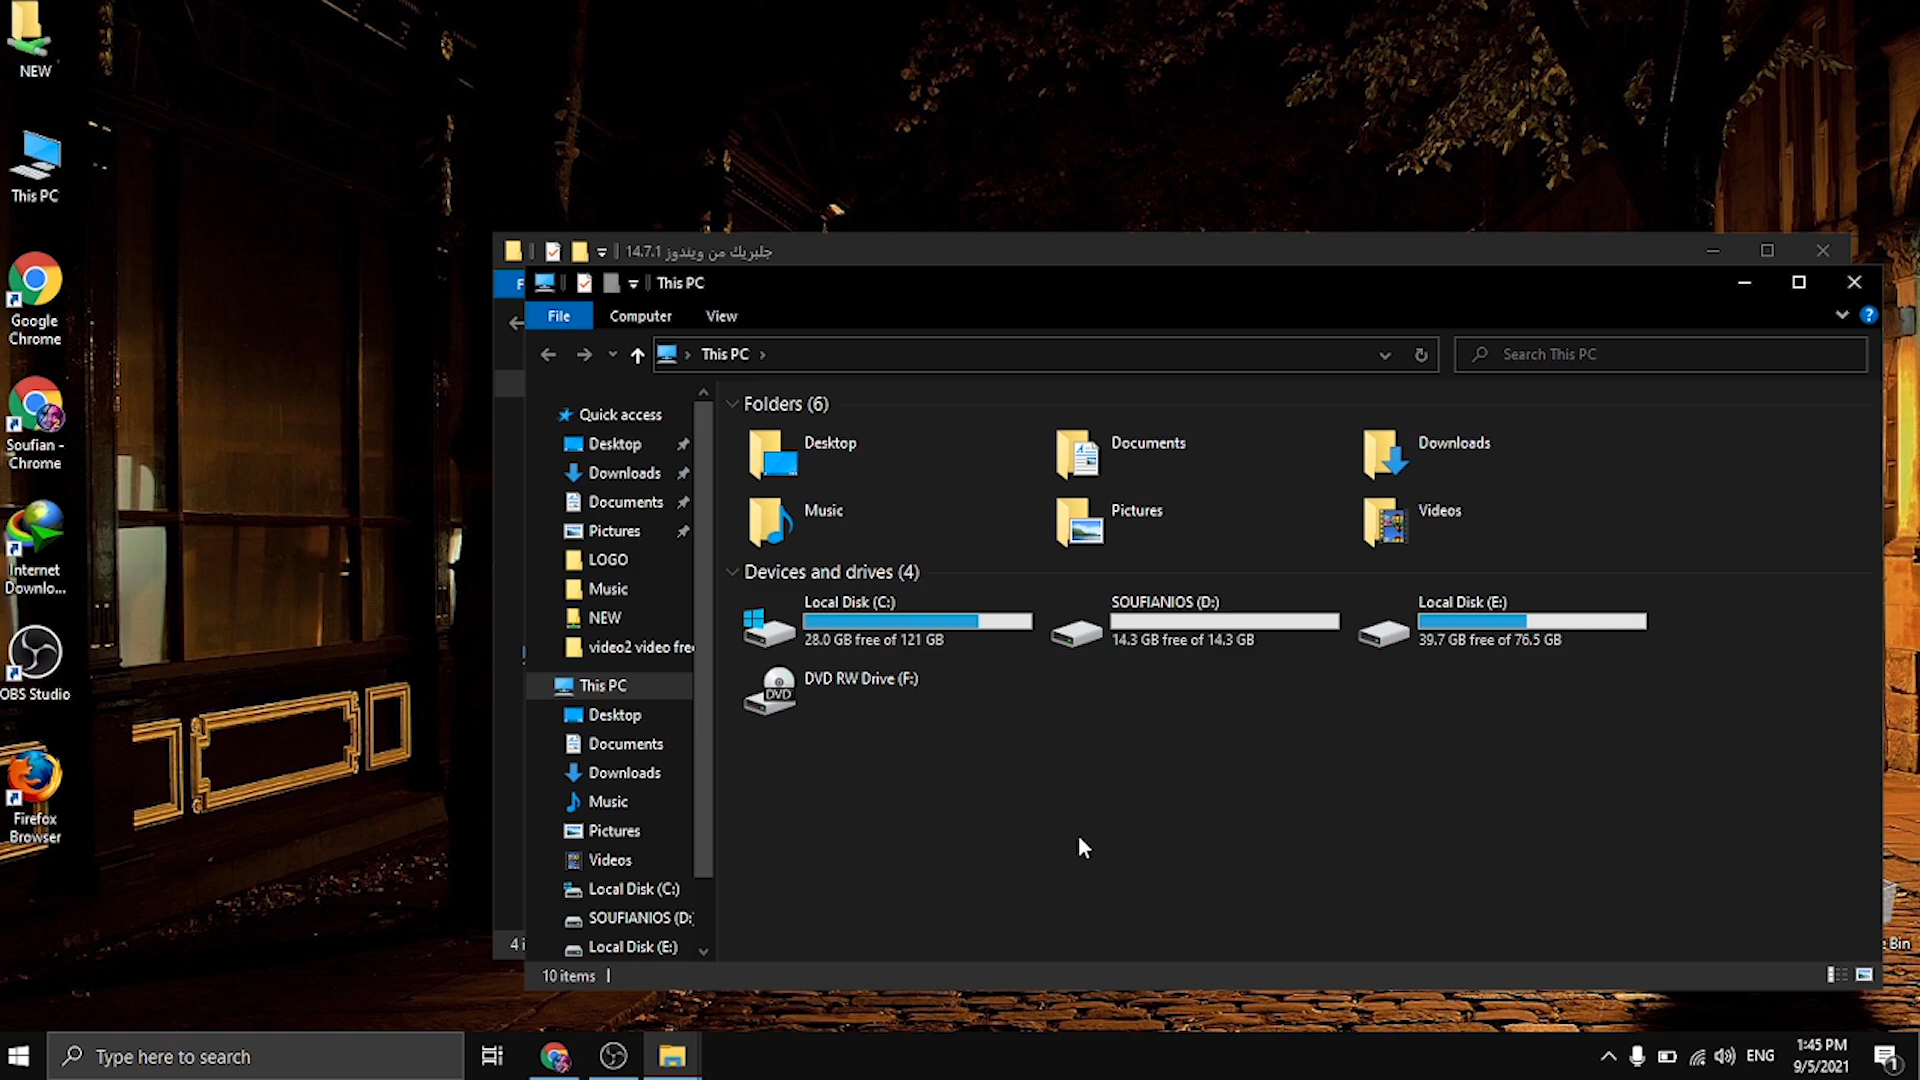 NEW
This PC
Google
Chrome
Soufian -
Chrome
Internet
Downlo...
OBS Studio
Firefox
Browser
جلبريك من ويندوز 14.7.1
This PC
File
Computer
View
This PC
Search This PC
Quick access
Desktop
Downloads
Documents
Pictures
LOGO
Music
NEW
video2 video fre
This PC
Desktop
Documents
Downloads
Music
Pictures
Videos
Local Disk (C:)
SOUFIANIOS (D:
Local Disk (E:)
Folders (6)
Desktop
Documents
Downloads
Music
Pictures
Videos
Devices and drives (4)
Local Disk (C:)
28.0 GB free of 121 GB
SOUFIANIOS (D:)
14.3 GB free of 14.3 GB
Local Disk (E:)
39.7 GB free of 76.5 GB
DVD
DVD RW Drive (F:)
4 i
10 items
Bin
Type here to search
ENG
1:45 PM
9/5/2021
1